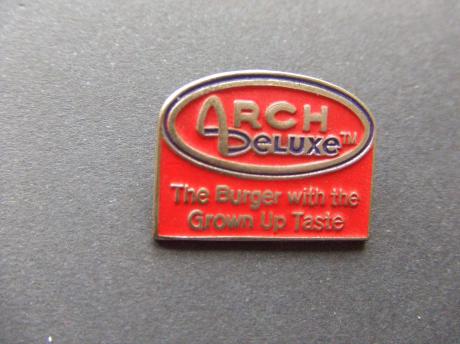 ARCH
DELUXE™
The Burger with the
Grown Up Taste